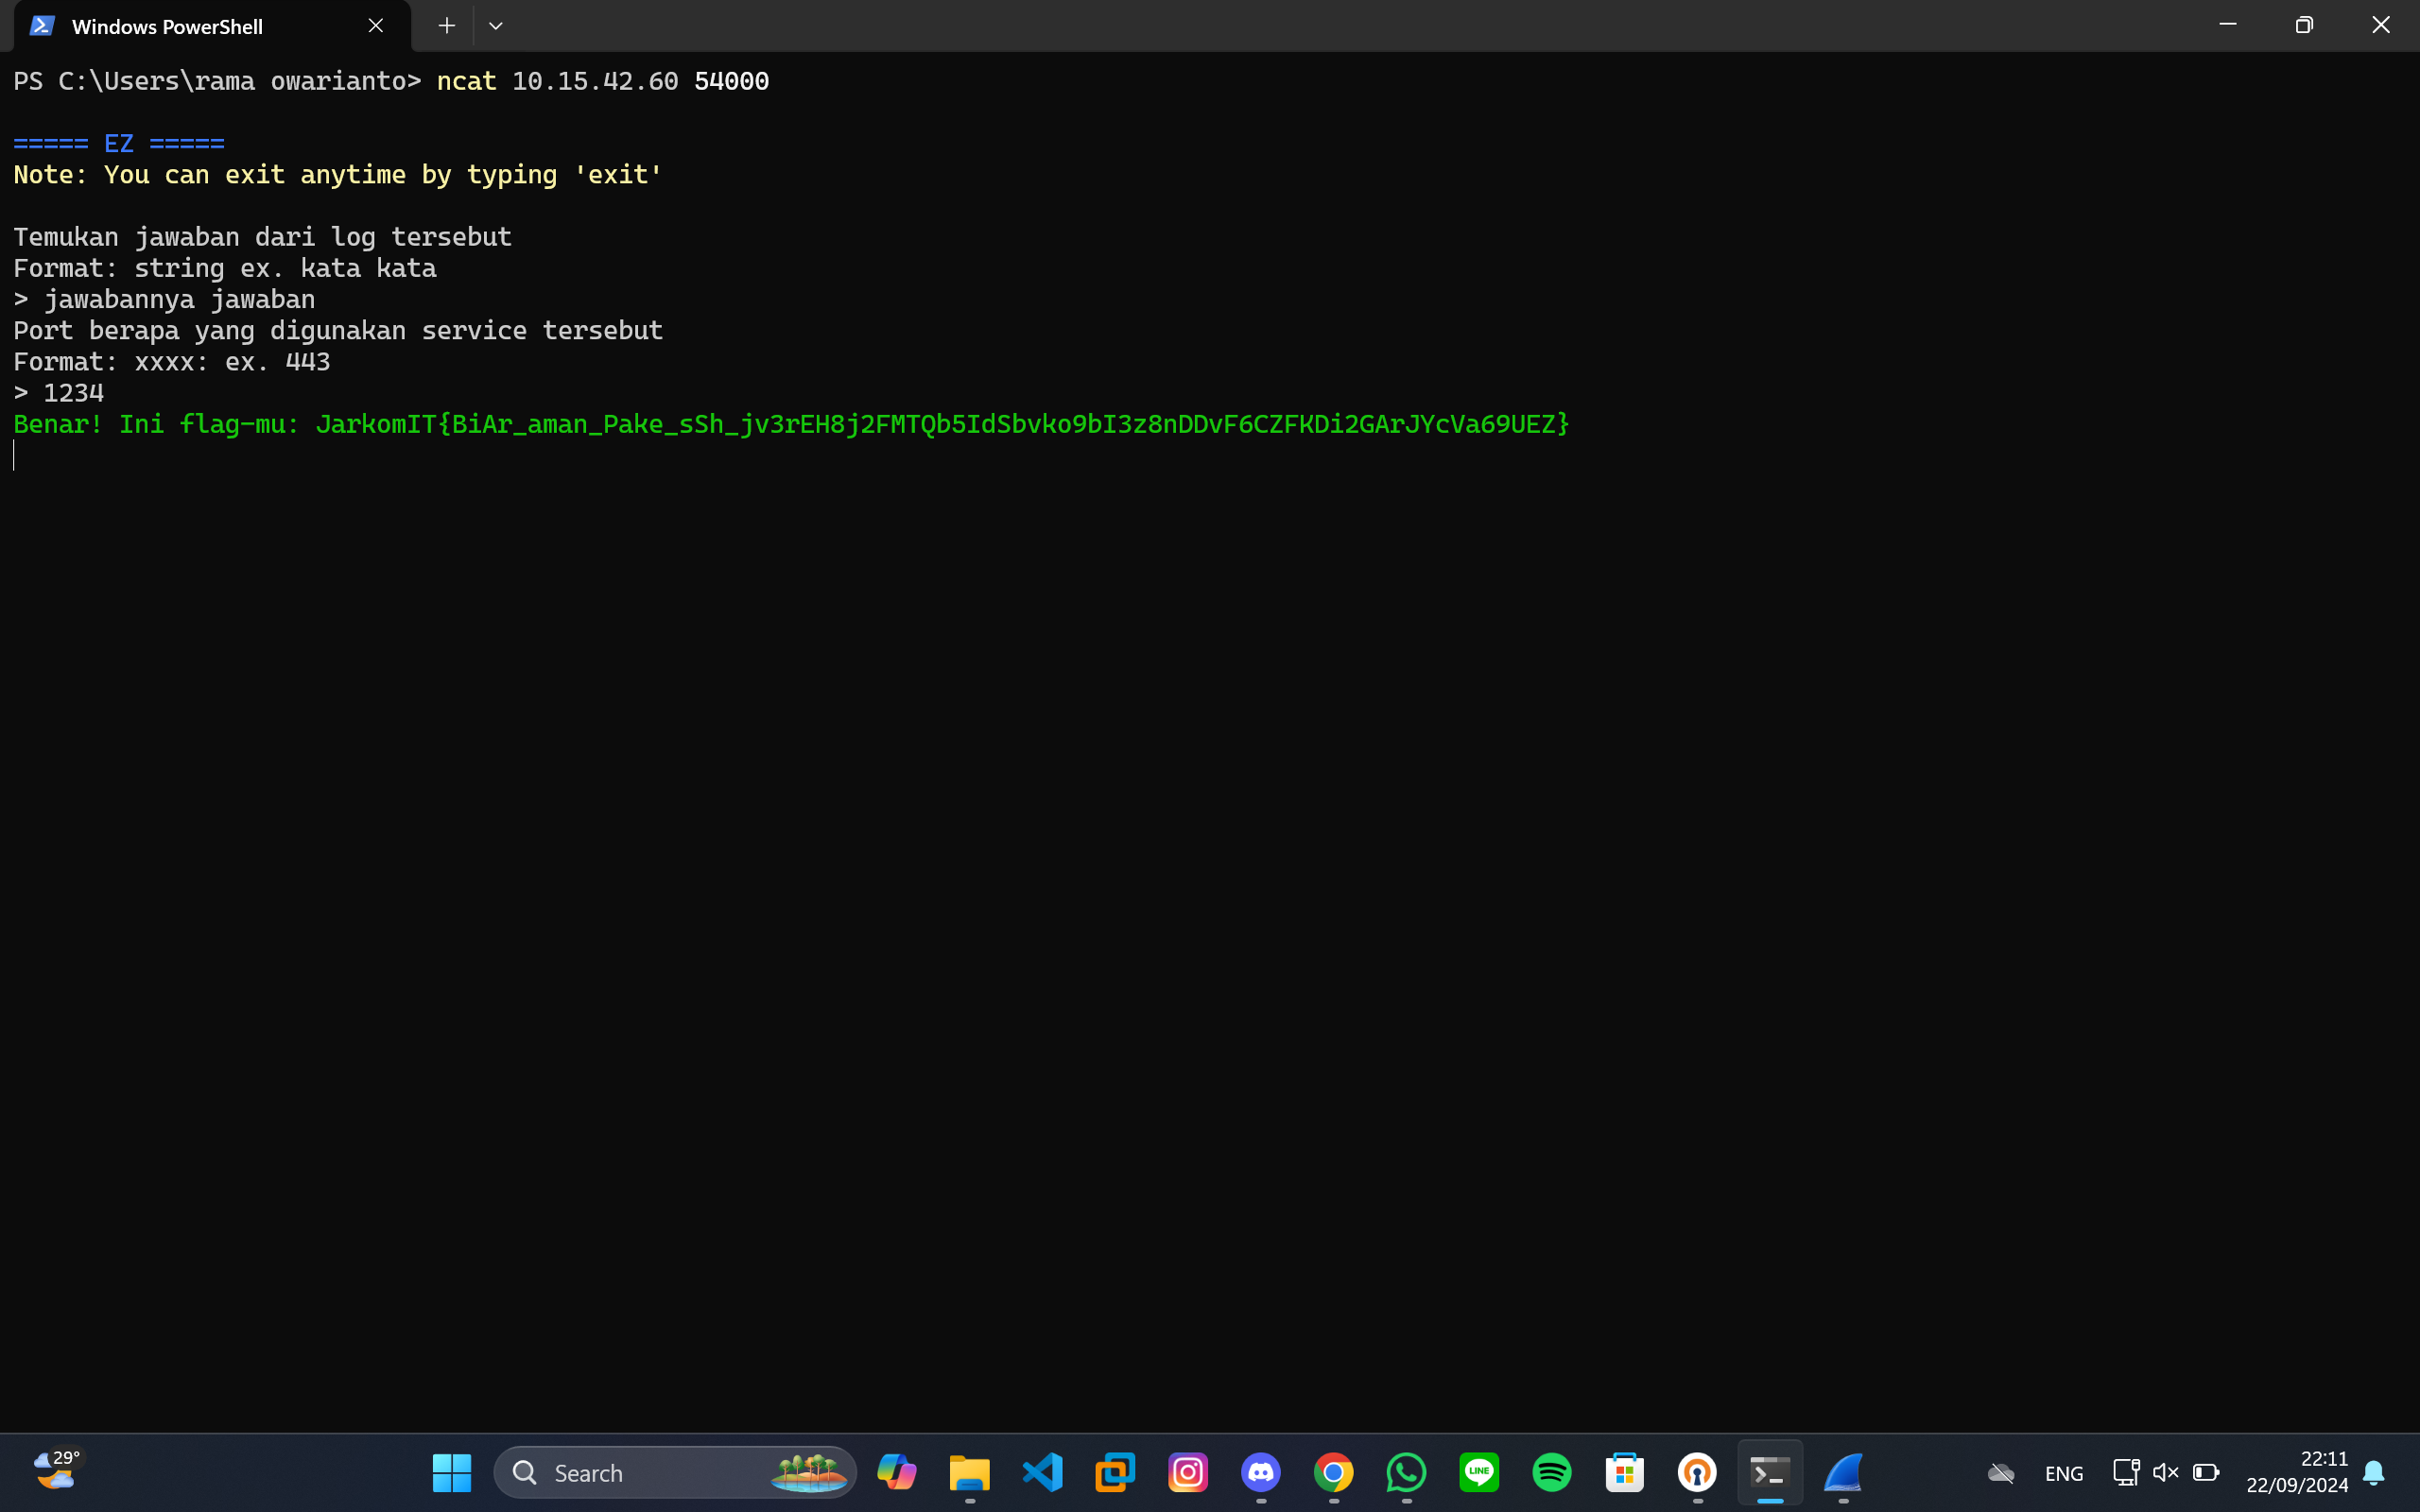 Windows PowerShell
PS C:\Users\rama owarianto> ncat 10.15.42.60 54000
===== EZ =====
Note: You can exit anytime by typing 'exit'
Temukan jawaban dari log tersebut
Format: string ex. kata kata
> jawabannya jawaban
Port berapa yang digunakan service tersebut
Format: xxxx: ex. 443
> 1234
Benar! Ini flag-mu: JarkomIT{BiAr_aman_Pake_sSh_jv3rEH8j2FMTQb5IdSbvko9bI3z8nDDvF6CZFKDi2GArJYcVa69UEZ}
29°
Search
LINE
ENG
22:11
22/09/2024